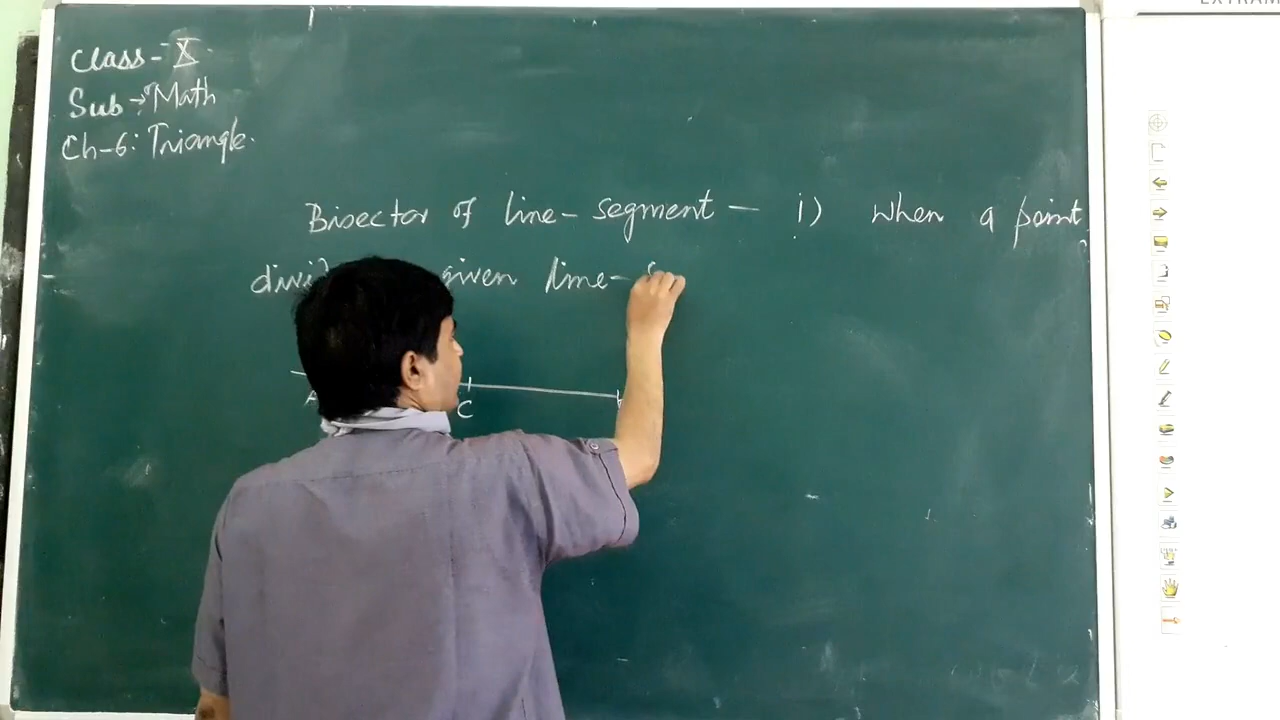 Class - X
Sub → Math
Ch-6: Triangle.
Bisector of line-segment — i) When a point
given line-
A C